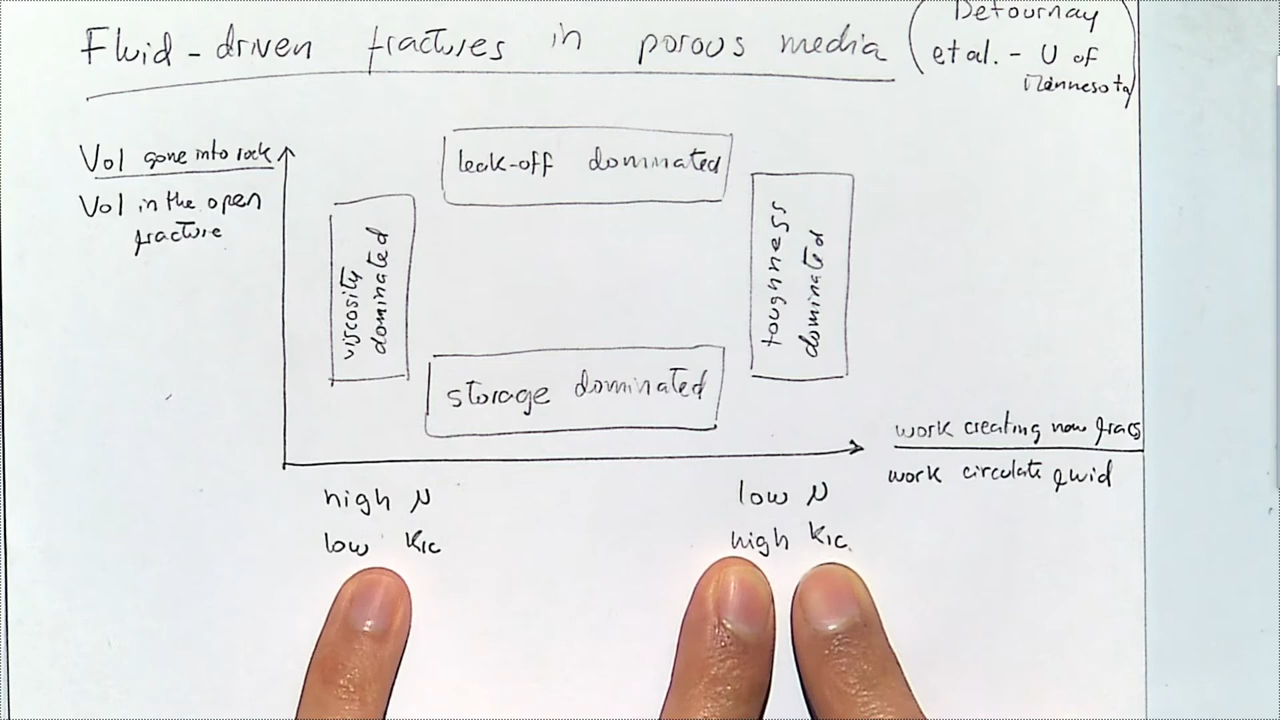 Fluid-driven fractures in porous media
(Detournay
et al. - U of
Minnesota)
Vol gone into rock
Vol in the open
fracture
leak-off dominated
viscosity
dominated
toughness
dominated
storage dominated
work creating new fracs
work circulate fluid
high μ
low KIC
low μ
high KIC.